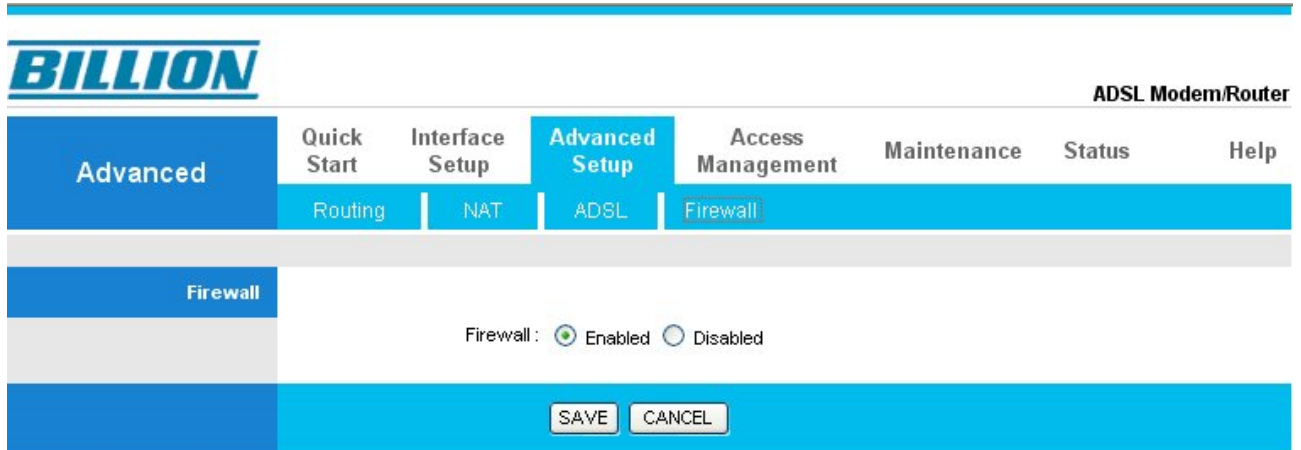 BILLION
ADSL Modem/Router
Advanced
Quick Start
Interface Setup
Advanced Setup
Access Management
Maintenance
Status
Help
Routing
NAT
ADSL
Firewall
Firewall
Firewall : Enabled Disabled
SAVE CANCEL